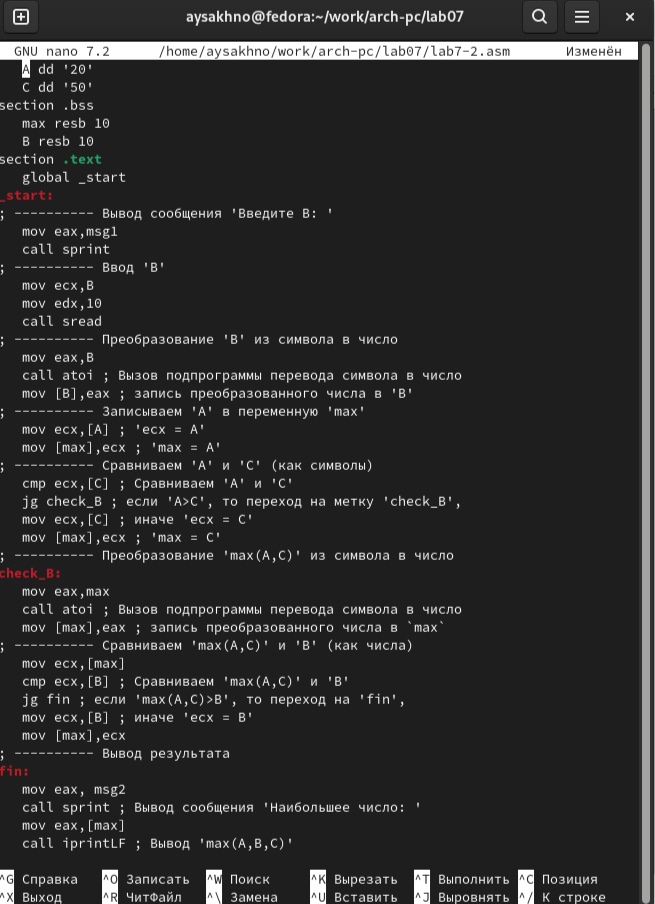 aysakhno@fedora:~/work/arch-pc/lab07
GNU nano 7.2 /home/aysakhno/work/arch-pc/lab07/lab7-2.asm Изменён
A dd '20'
C dd '50'
section .bss
max resb 10
B resb 10
section .text
global _start
_start:
; ---------- Вывод сообщения 'Введите B: '
mov eax,msg1
call sprint
; ---------- Ввод 'B'
mov ecx,B
mov edx,10
call sread
; ---------- Преобразование 'B' из символа в число
mov eax,B
call atoi ; Вызов подпрограммы перевода символа в число
mov [B],eax ; запись преобразованного числа в 'B'
; ---------- Записываем 'A' в переменную 'max'
mov ecx,[A] ; 'ecx = A'
mov [max],ecx ; 'max = A'
; ---------- Сравниваем 'A' и 'С' (как символы)
cmp ecx,[C] ; Сравниваем 'A' и 'С'
jg check_B ; если 'A>C', то переход на метку 'check_B',
mov ecx,[C] ; иначе 'ecx = C'
mov [max],ecx ; 'max = C'
; ---------- Преобразование 'max(A,C)' из символа в число
check_B:
mov eax,max
call atoi ; Вызов подпрограммы перевода символа в число
mov [max],eax ; запись преобразованного числа в `max`
; ---------- Сравниваем 'max(A,C)' и 'B' (как числа)
mov ecx,[max]
cmp ecx,[B] ; Сравниваем 'max(A,C)' и 'B'
jg fin ; если 'max(A,C)>B', то переход на 'fin',
mov ecx,[B] ; иначе 'ecx = B'
mov [max],ecx
; ---------- Вывод результата
fin:
mov eax, msg2
call sprint ; Вывод сообщения 'Наибольшее число: '
mov eax,[max]
call iprintLF ; Вывод 'max(A,B,C)'
^G Справка ^O Записать ^W Поиск ^K Вырезать ^T Выполнить ^C Позиция
^X Выход ^R ЧитФайл ^\ Замена ^U Вставить ^J Выровнять ^/ К строке